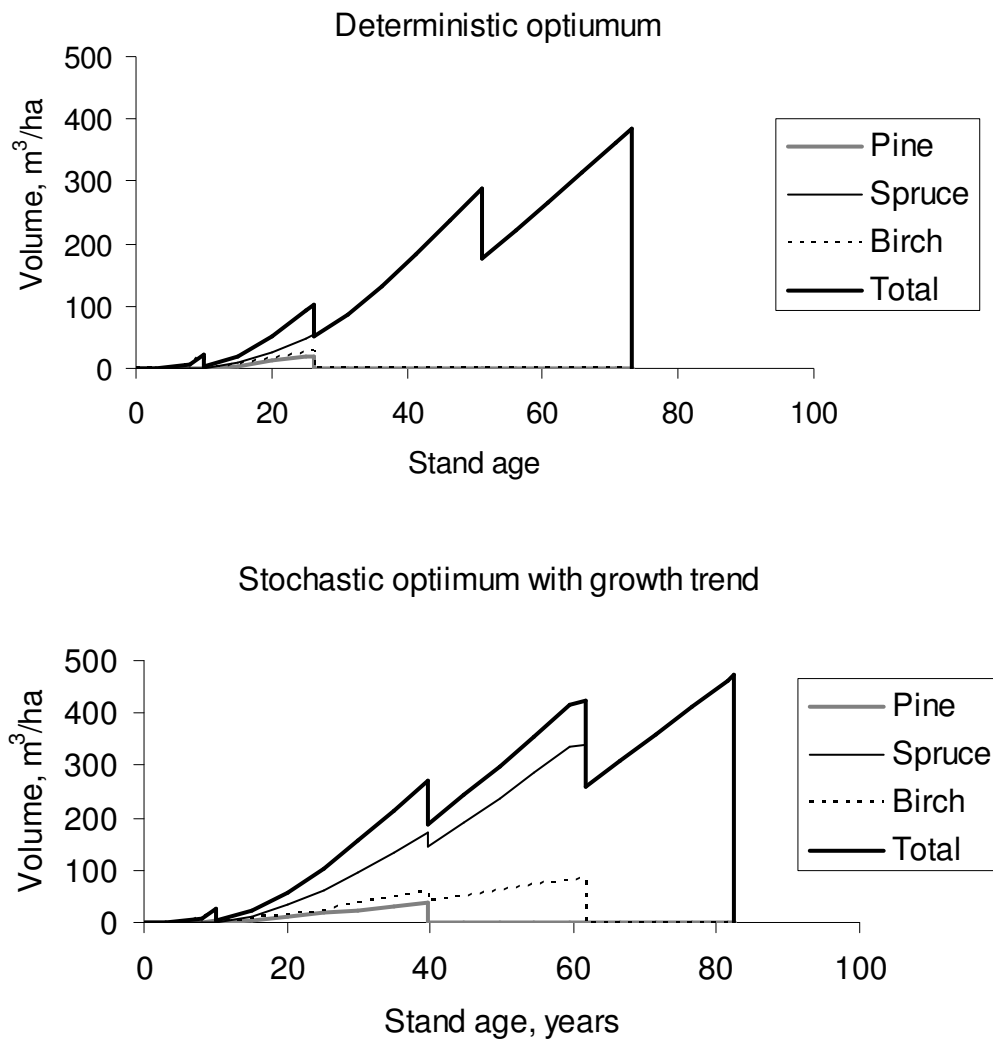 Deterministic optiumum
500
400
300
200
100
0
Volume, m³/ha
0 20 40 60 80 100
Stand age
Pine
Spruce
Birch
Total
Stochastic optiimum with growth trend
500
400
300
200
100
0
Volume, m³/ha
0 20 40 60 80 100
Stand age, years
Pine
Spruce
Birch
Total